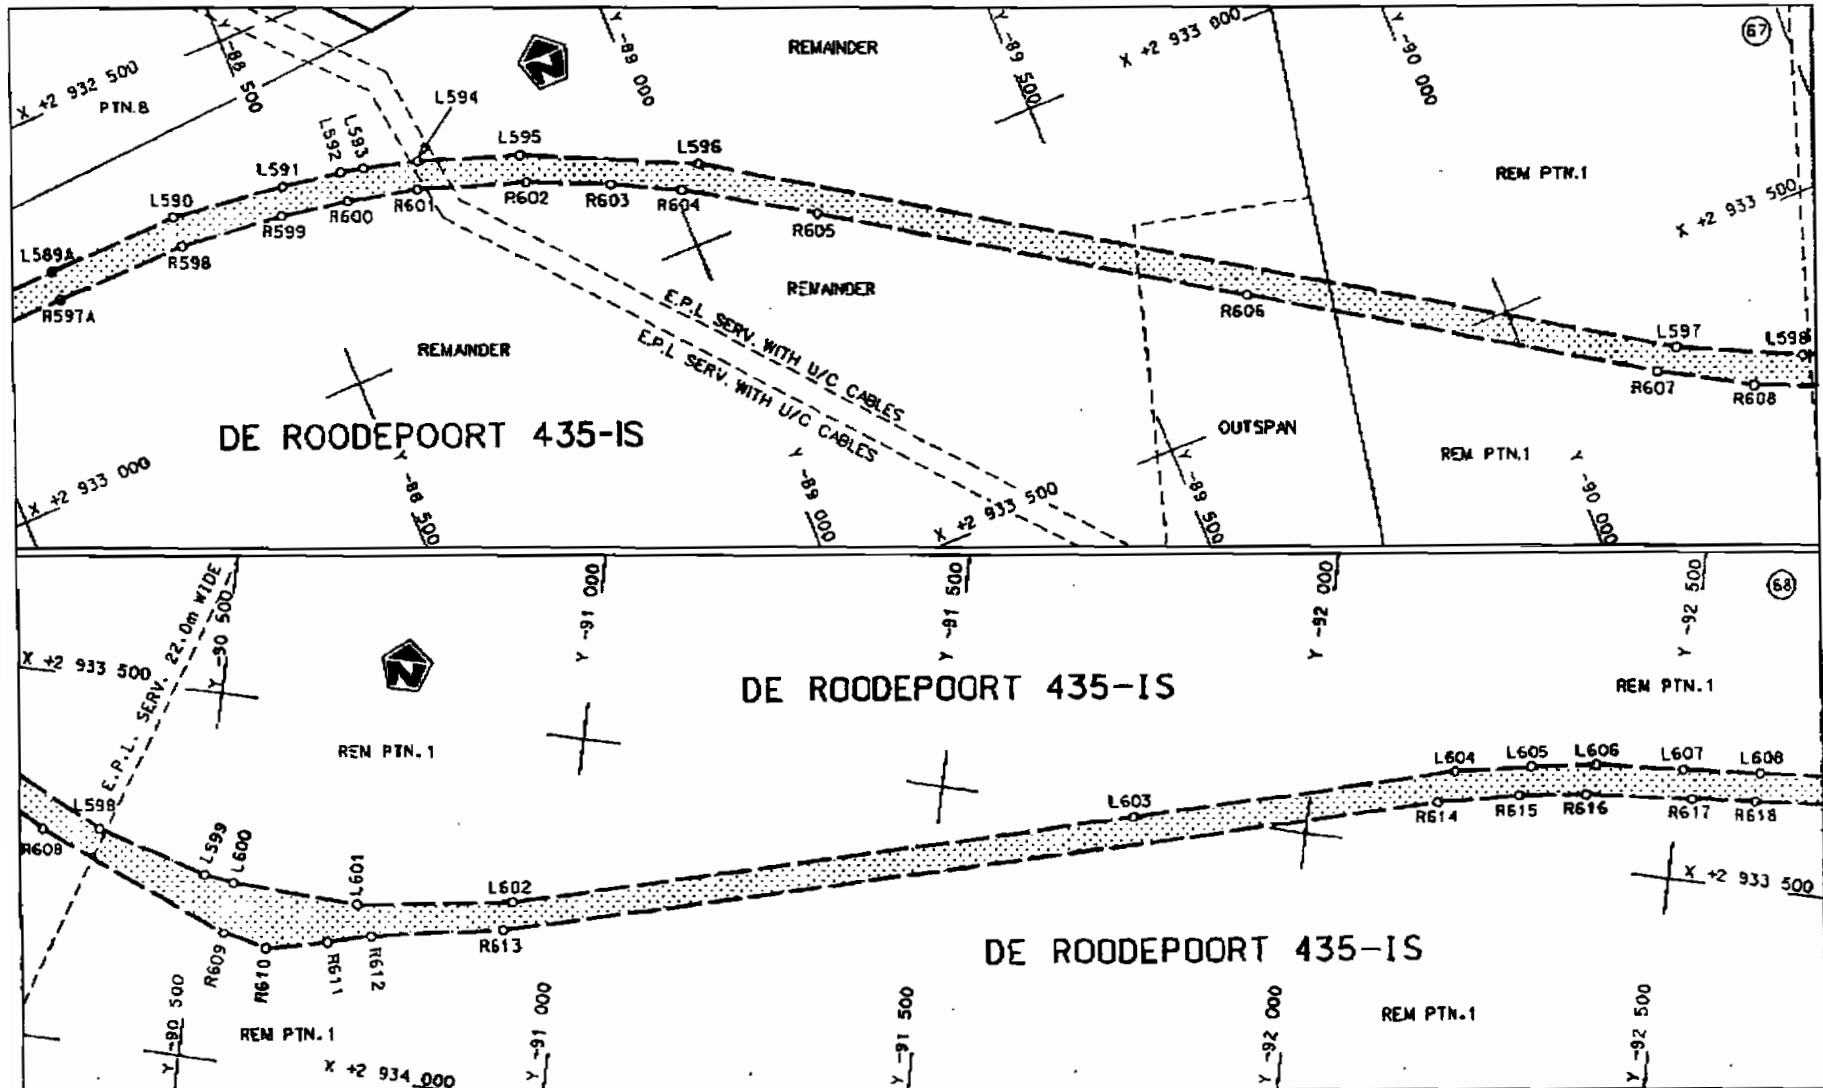 X +2 932 500
PTN.8
Y -88 500
L594
N
Y -89 000
REMAINDER
Y -89 500
X +2 933 000
Y -90 000
67
L592
L593
L595
L596
L591
L590
L589A
R597A
R598
R599
R600
R601
R602
R603
R604
R605
REM PTN.1
X +2 933 500
REMAINDER
REMAINDER
E.P.L SERV. WITH U/C CABLES
E.P.L SERV. WITH U/C CABLES
R606
L597
L598
R607
R608
DE ROODEPOORT 435-IS
OUTSPAN
REM PTN.1
X +2 933 000
Y -88 500
Y -89 000
X +2 933 500
Y -89 500
Y -90 000
E.P.L. SERV. 22.0m WIDE
Y -90 500
Y -91 000
Y -91 500
Y -92 000
Y -92 500
68
X +2 933 500
N
DE ROODEPOORT 435-IS
REM PTN.1
REM PTN.1
L598
R608
L599
L600
L601
L602
L603
L604
L605
L606
L607
L608
R609
R610
R611
R612
R613
R614
R615
R616
R617
R618
X +2 933 500
DE ROODEPOORT 435-IS
REM PTN.1
Y -90 500
X +2 934 000
Y -91 000
Y -91 500
Y -92 000
REM PTN.1
Y -92 500